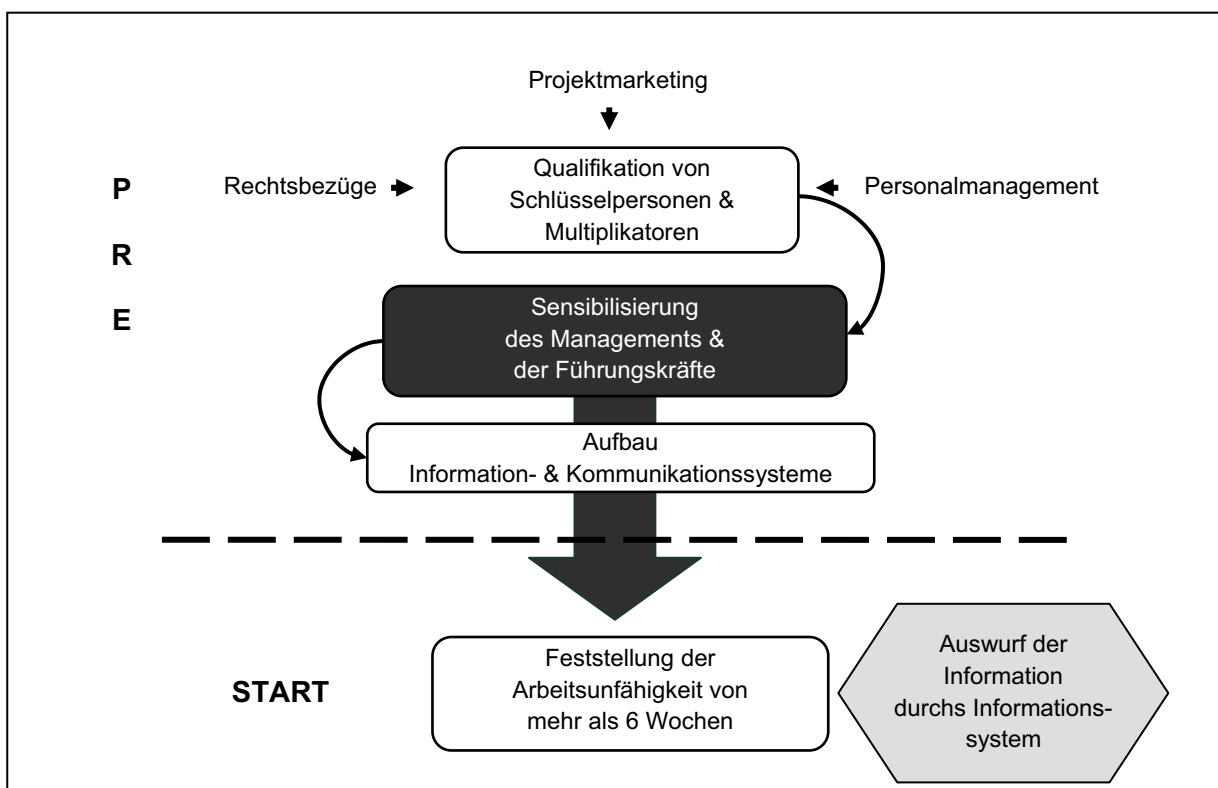 Projektmarketing
P
R
E
Rechtsbezüge
Qualifikation von
Schlüsselpersonen &
Multiplikatoren
Personalmanagement
Sensibilisierung
des Managements &
der Führungskräfte
Aufbau
Information- & Kommunikationssysteme
START
Feststellung der
Arbeitsunfähigkeit von
mehr als 6 Wochen
Auswurf der
Information
durchs Informations-
system